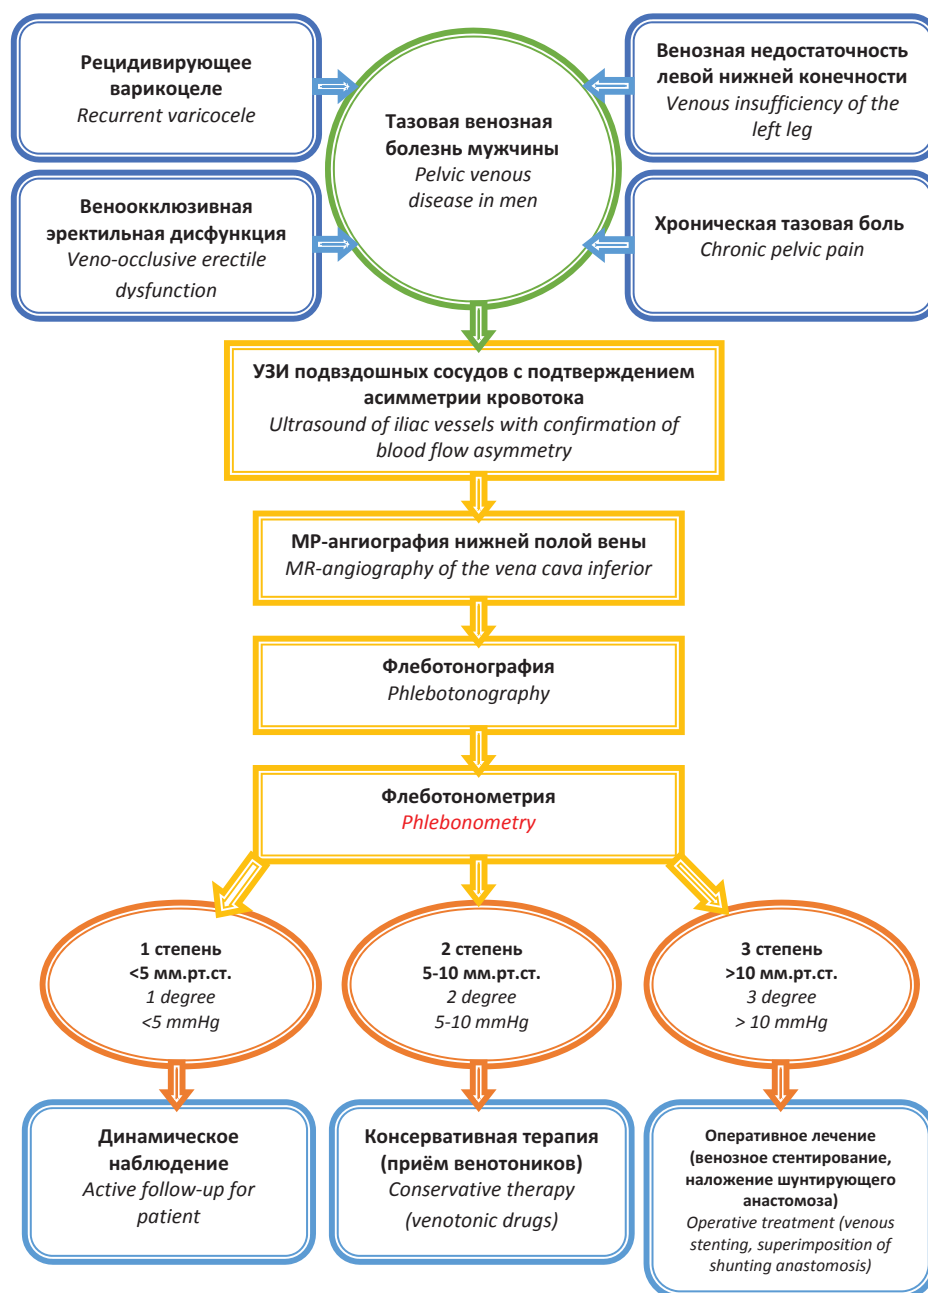 Рецидивирующее
варикоцеле
Recurrent varicocele
Веноокклюзивная
эректильная дисфункция
Veno-occlusive erectile
dysfunction
Тазовая венозная
болезнь мужчины
Pelvic venous
disease in men
Венозная недостаточность
левой нижней конечности
Venous insufficiency of the
left leg
Хроническая тазовая боль
Chronic pelvic pain
УЗИ подвздошных сосудов с подтверждением
асимметрии кровотока
Ultrasound of iliac vessels with confirmation of
blood flow asymmetry
МР-ангиография нижней полой вены
MR-angiography of the vena cava inferior
Флеботонография
Phlebotonography
Флеботонометрия
Phlebonometry
1 степень
<5 мм.рт.ст.
1 degree
<5 mmHg
2 степень
5-10 мм.рт.ст.
2 degree
5-10 mmHg
3 степень
>10 мм.рт.ст.
3 degree
> 10 mmHg
Динамическое
наблюдение
Active follow-up for
patient
Консервативная терапия
(приём венотоников)
Conservative therapy
(venotonic drugs)
Оперативное лечение
(венозное стентирование,
наложение шунтирующего
анастомоза)
Operative treatment (venous
stenting, superimposition of
shunting anastomosis)